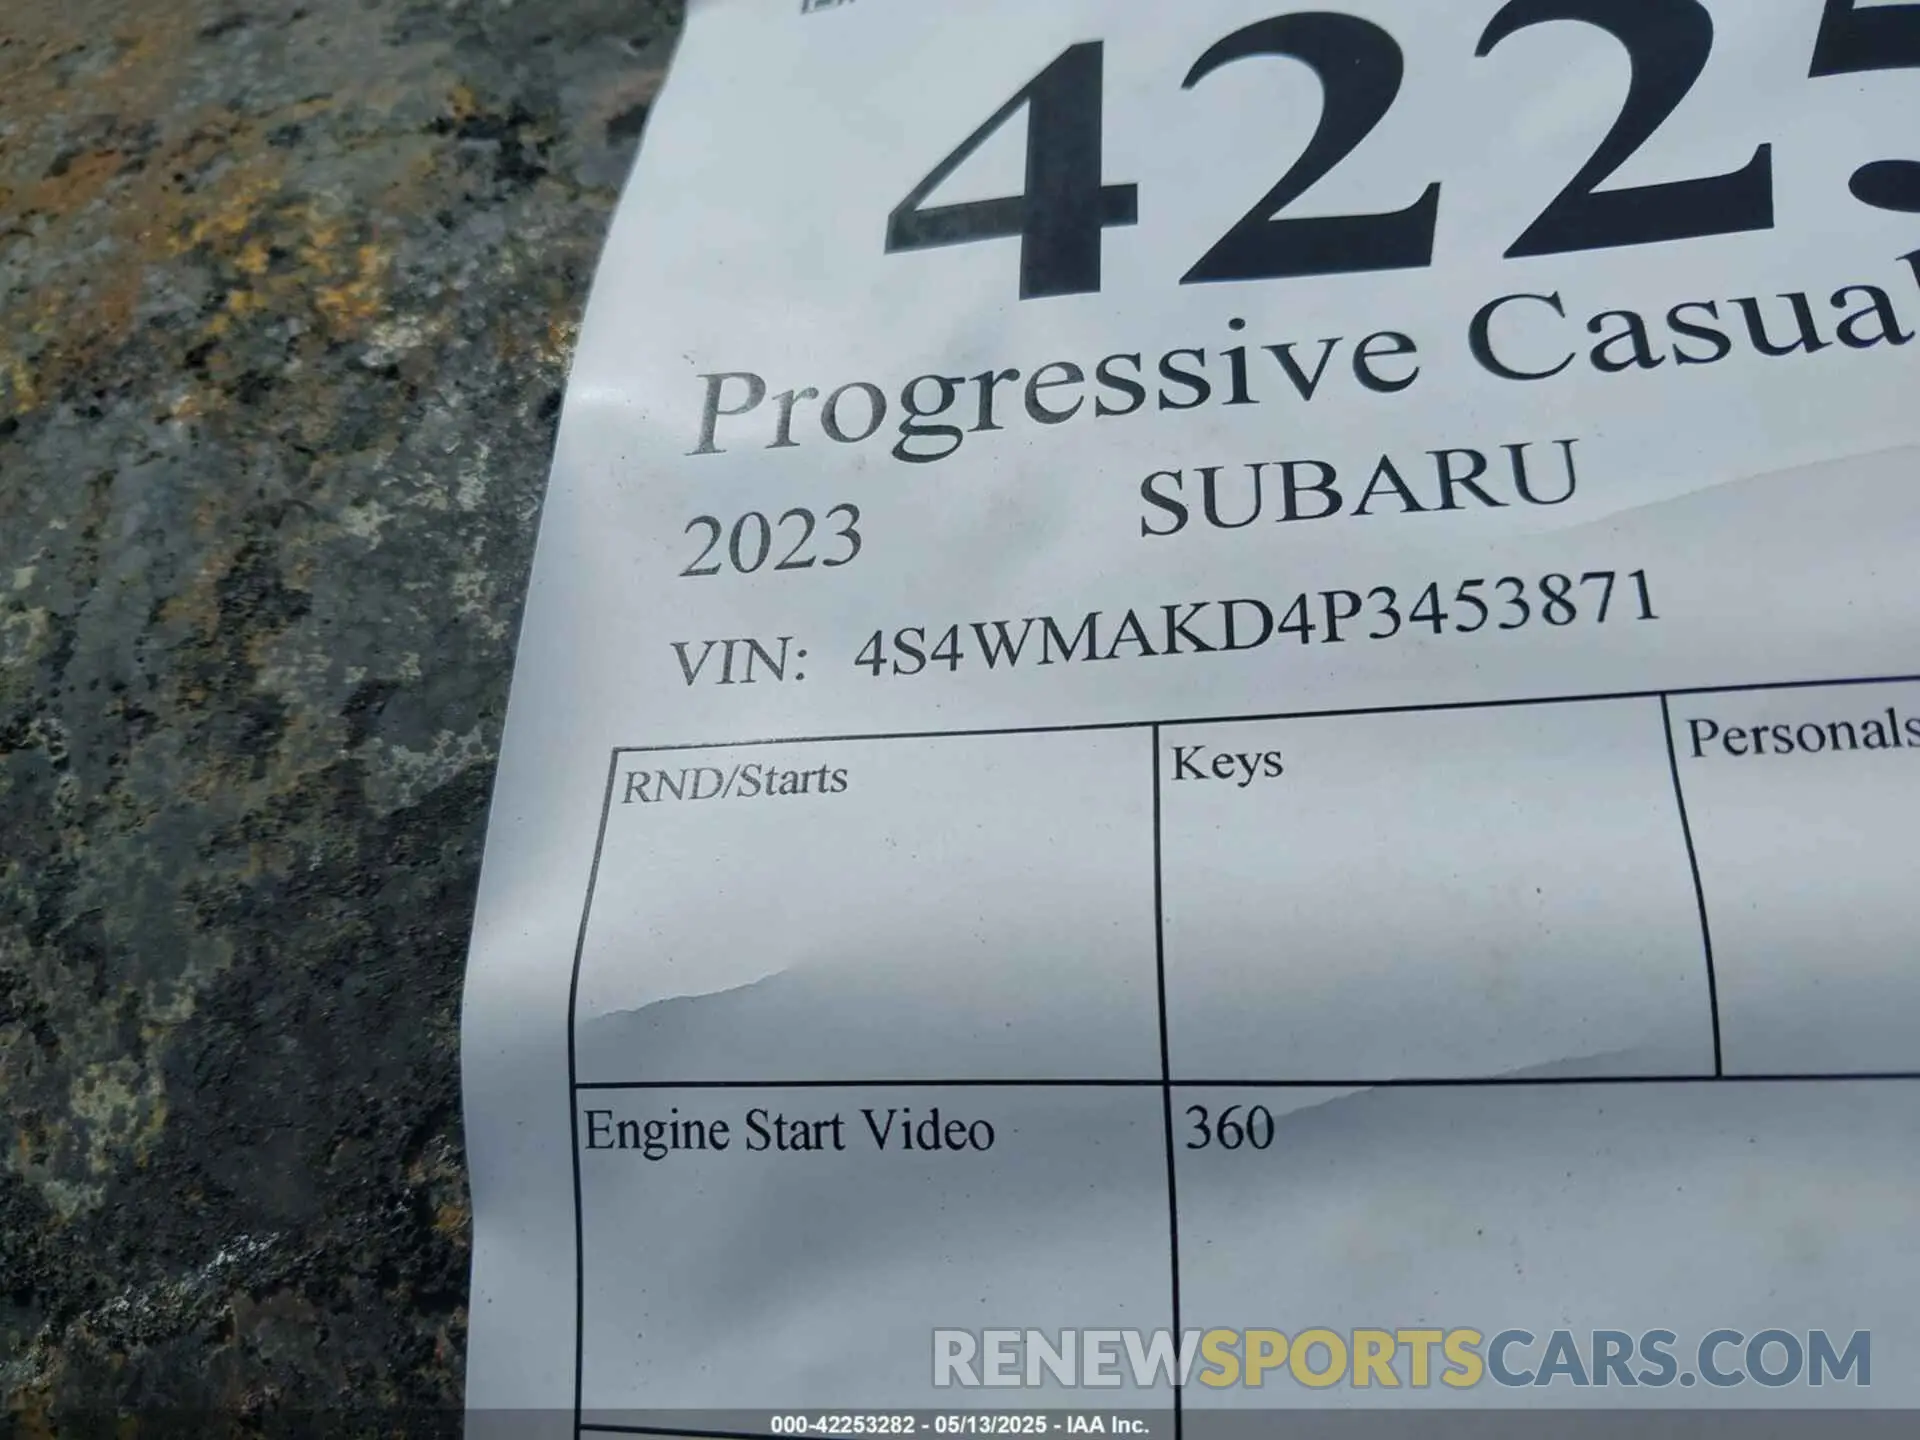 422
Progressive Casual
2023 SUBARU
VIN: 4S4WMAKD4P3453871
RND/Starts Keys Personals
Engine Start Video 360
RENEWSPORTSCARS.COM
000-42253282 - 05/13/2025 - IAA Inc.